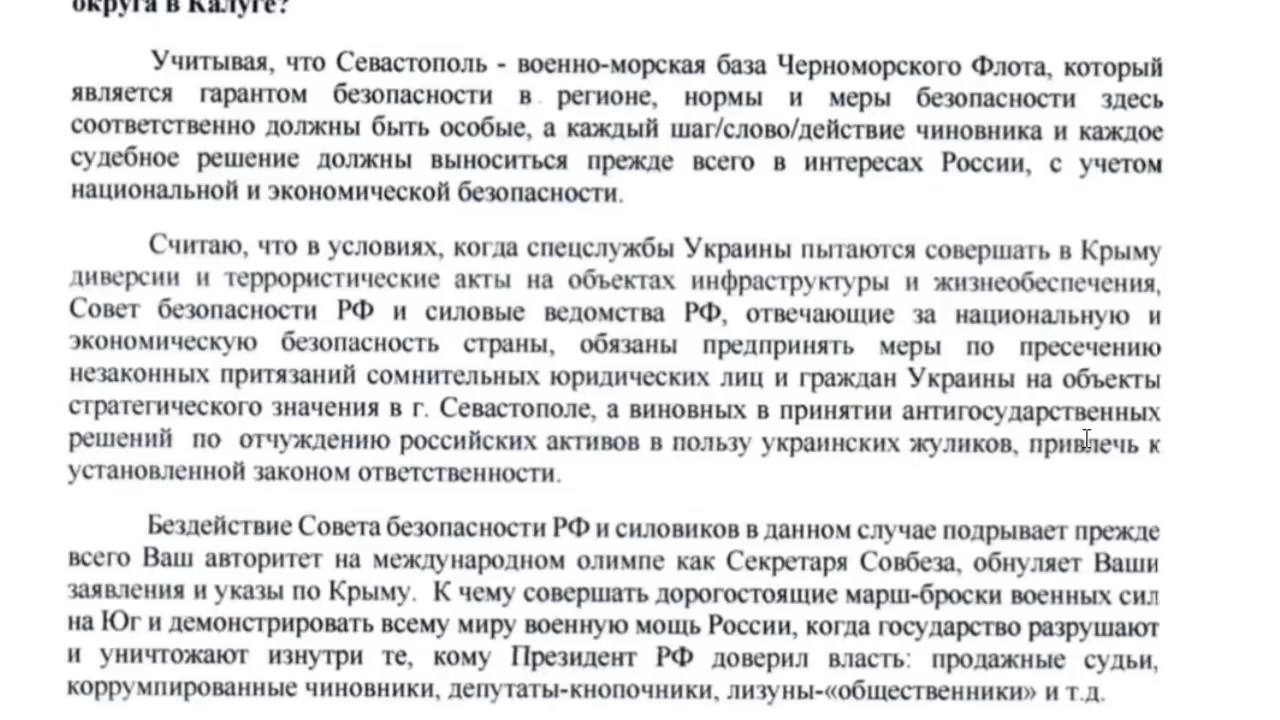 округа в Калуге?
Учитывая, что Севастополь - военно-морская база Черноморского Флота, который
является гарантом безопасности в регионе, нормы и меры безопасности здесь
соответственно должны быть особые, а каждый шаг/слово/действие чиновника и каждое
судебное решение должны выноситься прежде всего в интересах России, с учетом
национальной и экономической безопасности.
Считаю, что в условиях, когда спецслужбы Украины пытаются совершать в Крыму
диверсии и террористические акты на объектах инфраструктуры и жизнеобеспечения,
Совет безопасности РФ и силовые ведомства РФ, отвечающие за национальную и
экономическую безопасность страны, обязаны предпринять меры по пресечению
незаконных притязаний сомнительных юридических лиц и граждан Украины на объекты
стратегического значения в г. Севастополе, а виновных в принятии антигосударственных
решений по отчуждению российских активов в пользу украинских жуликов, привлечь к
установленной законом ответственности.
Бездействие Совета безопасности РФ и силовиков в данном случае подрывает прежде
всего Ваш авторитет на международном олимпе как Секретаря Совбеза, обнуляет Ваши
заявления и указы по Крыму. К чему совершать дорогостоящие марш-броски военных сил
на Юг и демонстрировать всему миру военную мощь России, когда государство разрушают
и уничтожают изнутри те, кому Президент РФ доверил власть: продажные судьи,
коррумпированные чиновники, депутаты-кнопочники, лизуны-«общественники» и т.д.